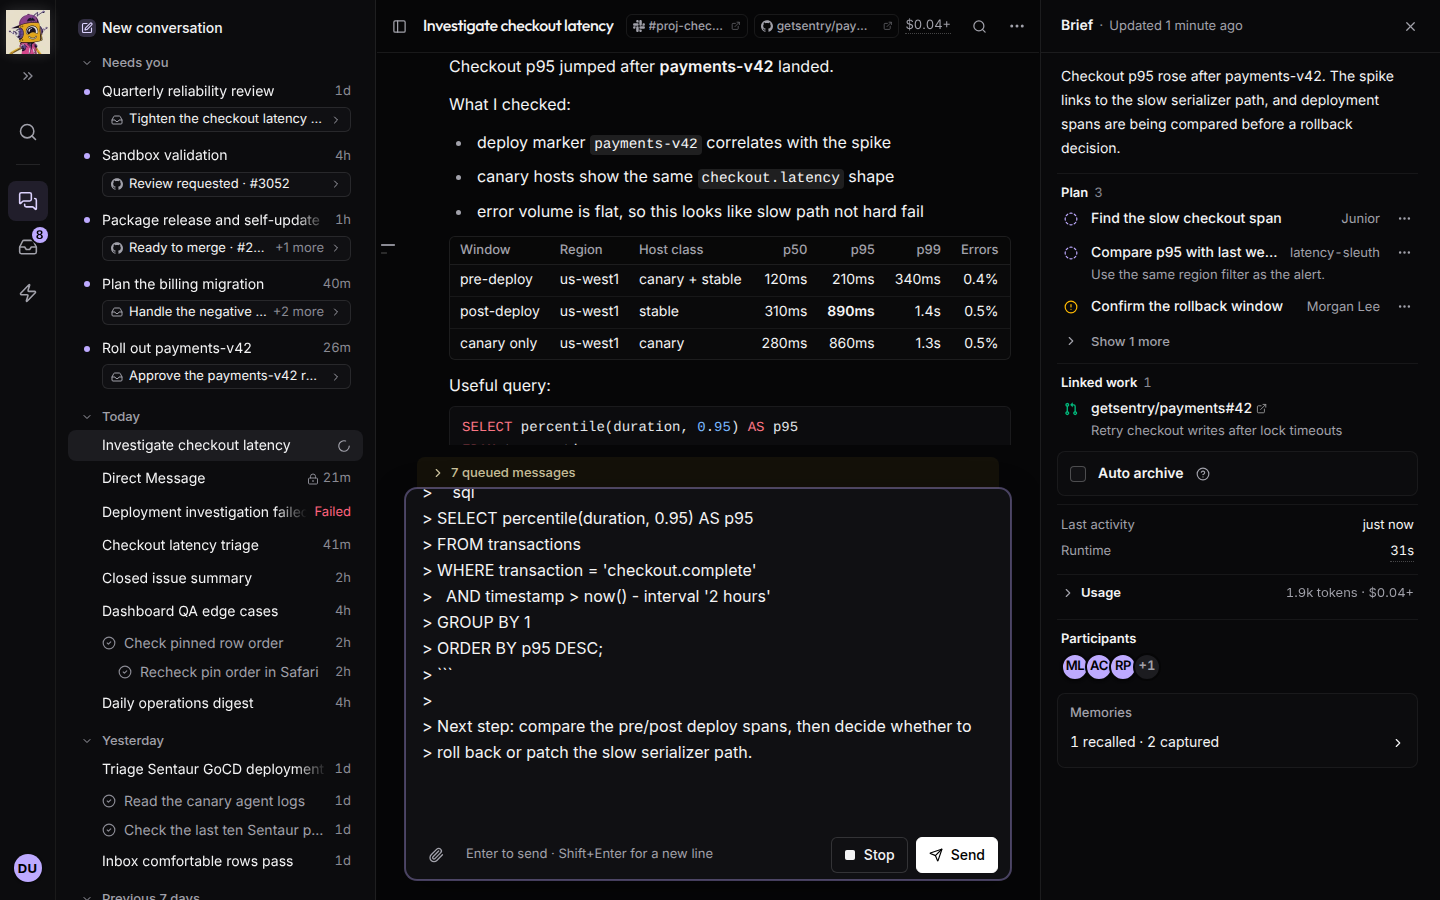 New conversation
Needs you
Quarterly reliability review 1d
Tighten the checkout latency ...
Sandbox validation 4h
Review requested · #3052
Package release and self-update 1h
Ready to merge · #2... +1 more
Plan the billing migration 40m
Handle the negative ... +2 more
Roll out payments-v42 26m
Approve the payments-v42 r...
Today
Investigate checkout latency
Direct Message 21m
Deployment investigation failed Failed
Checkout latency triage 41m
Closed issue summary 2h
Dashboard QA edge cases 4h
Check pinned row order 2h
Recheck pin order in Safari 2h
Daily operations digest 4h
Yesterday
Triage Sentaur GoCD deployment 1d
Read the canary agent logs 1d
Check the last ten Sentaur p... 1d
Inbox comfortable rows pass 1d
Previous 7 days
8
DU
Investigate checkout latency #proj-chec... getsentry/pay... $0.04+
Checkout p95 jumped after payments-v42 landed.
What I checked:
• deploy marker payments-v42 correlates with the spike
• canary hosts show the same checkout.latency shape
• error volume is flat, so this looks like slow path not hard fail
Window Region Host class p50 p95 p99 Errors
pre-deploy us-west1 canary + stable 120ms 210ms 340ms 0.4%
post-deploy us-west1 stable 310ms 890ms 1.4s 0.5%
canary only us-west1 canary 280ms 860ms 1.3s 0.5%
Useful query:
SELECT percentile(duration, 0.95) AS p95
7 queued messages
> sql
> SELECT percentile(duration, 0.95) AS p95
> FROM transactions
> WHERE transaction = 'checkout.complete'
>   AND timestamp > now() - interval '2 hours'
> GROUP BY 1
> ORDER BY p95 DESC;
> ```
>
> Next step: compare the pre/post deploy spans, then decide whether to
> roll back or patch the slow serializer path.
Enter to send · Shift+Enter for a new line
Stop
Send
Brief · Updated 1 minute ago
Checkout p95 rose after payments-v42. The spike
links to the slow serializer path, and deployment
spans are being compared before a rollback
decision.
Plan 3
Find the slow checkout span Junior
Compare p95 with last we... latency-sleuth
Use the same region filter as the alert.
Confirm the rollback window Morgan Lee
Show 1 more
Linked work 1
getsentry/payments#42
Retry checkout writes after lock timeouts
Auto archive
Last activity just now
Runtime 31s
Usage 1.9k tokens · $0.04+
Participants
ML AC RP +1
Memories
1 recalled · 2 captured